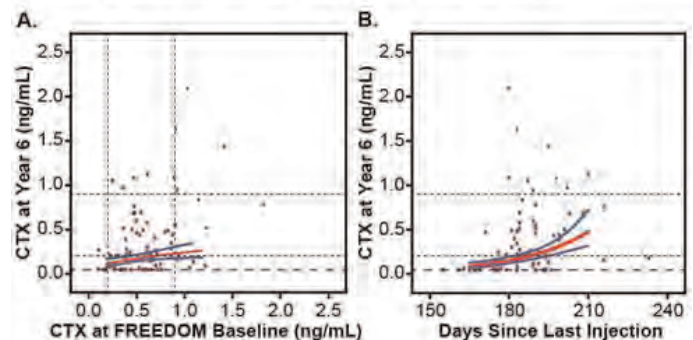 A.
CTX at Year 6 (ng/mL)
2.5
2.0
1.5
1.0
0.5
0.0
0.0 0.5 1.0 1.5 2.0 2.5
CTX at FREEDOM Baseline (ng/mL)
B.
CTX at Year 6 (ng/mL)
2.5
2.0
1.5
1.0
0.5
0.0
150 180 210 240
Days Since Last Injection